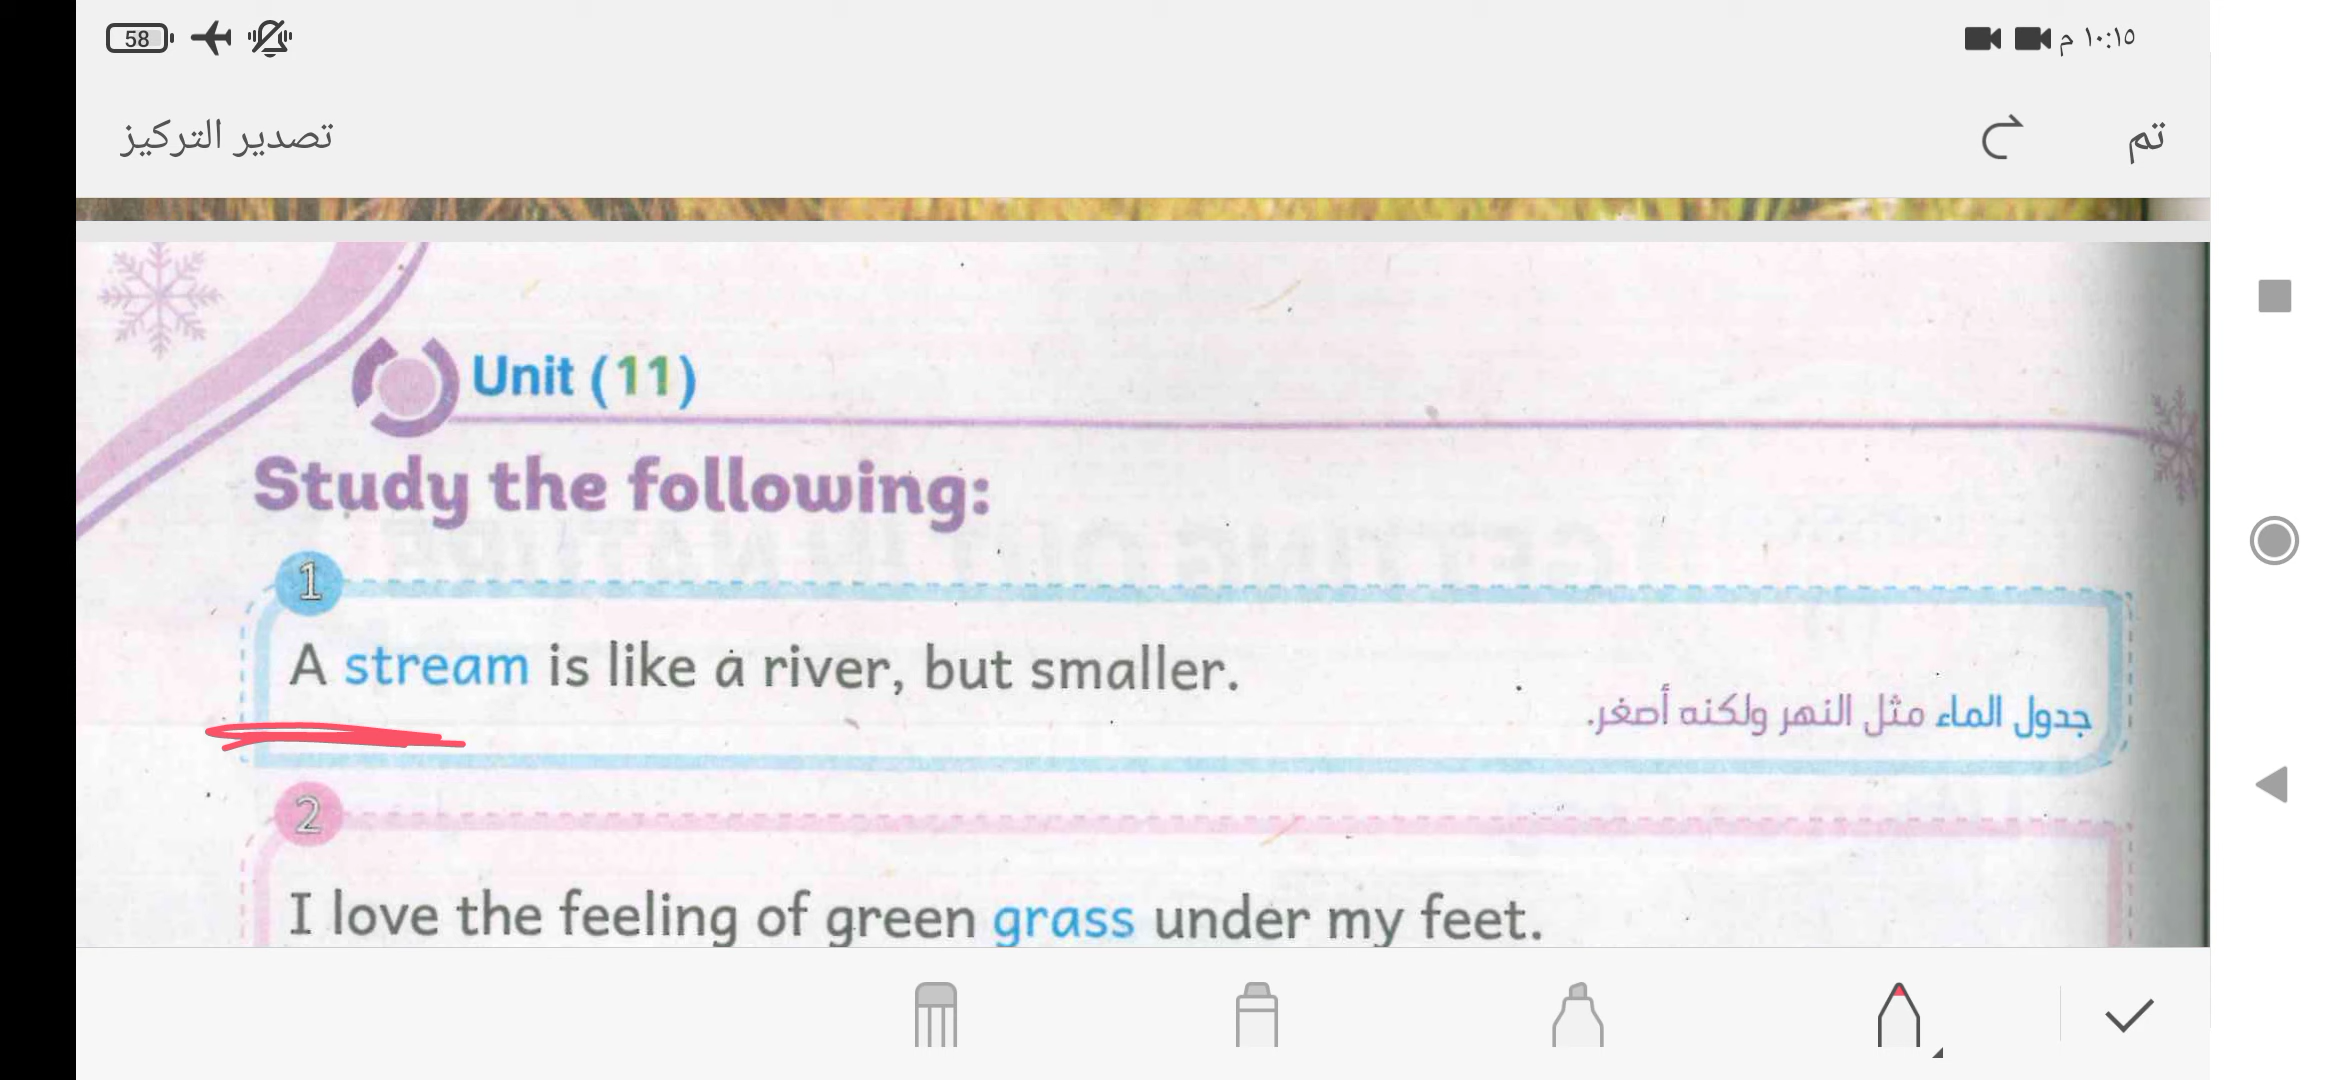 58
١٠:١٥ م
تصدير التركيز
تم
Unit (11)
Study the following:
1
A stream is like a river, but smaller.
جدول الماء مثل النهر ولكنه أصغر.
2
I love the feeling of green grass under my feet.